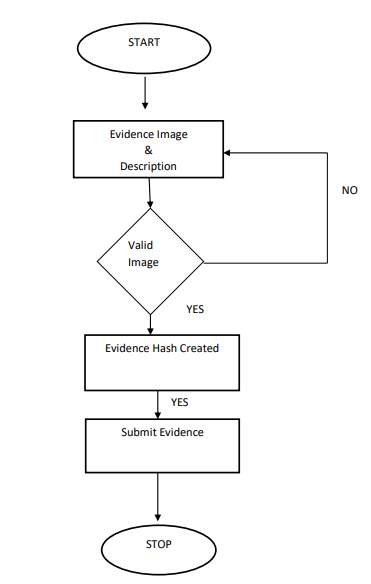 START
Evidence Image
&
Description
NO
Valid
Image
YES
Evidence Hash Created
YES
Submit Evidence
STOP